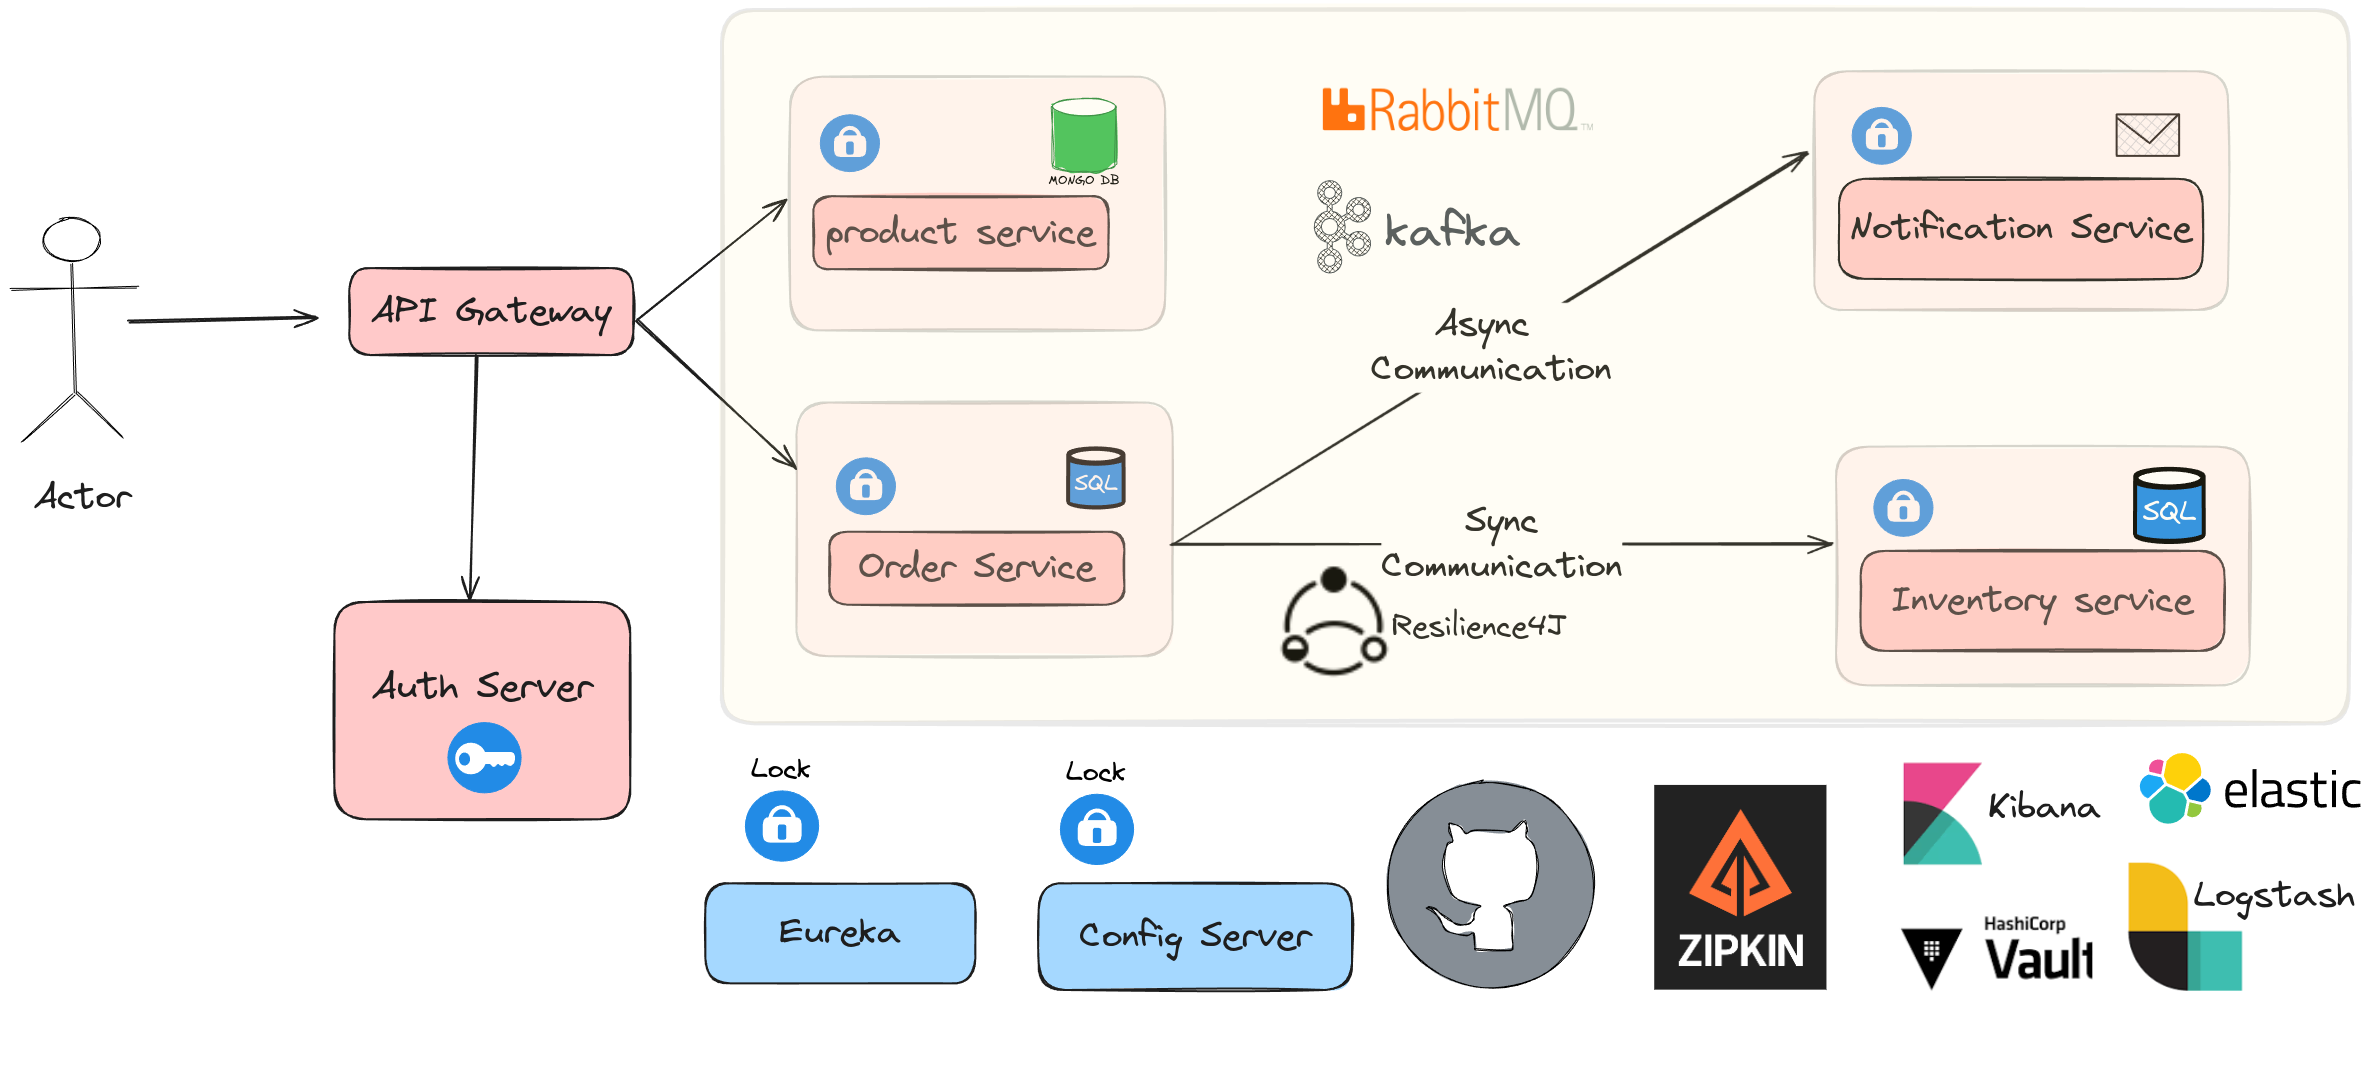 RabbitMQ™
MONGO DB
product service
kafka
Notification Service
API Gateway
Async
Communication
Actor
SQL
Order Service
Sync
Communication
Resilience4J
SQL
Inventory service
Auth Server
Lock
Eureka
Lock
Config Server
ZIPKIN
Kibana
elastic
Logstash
HashiCorp
Vault